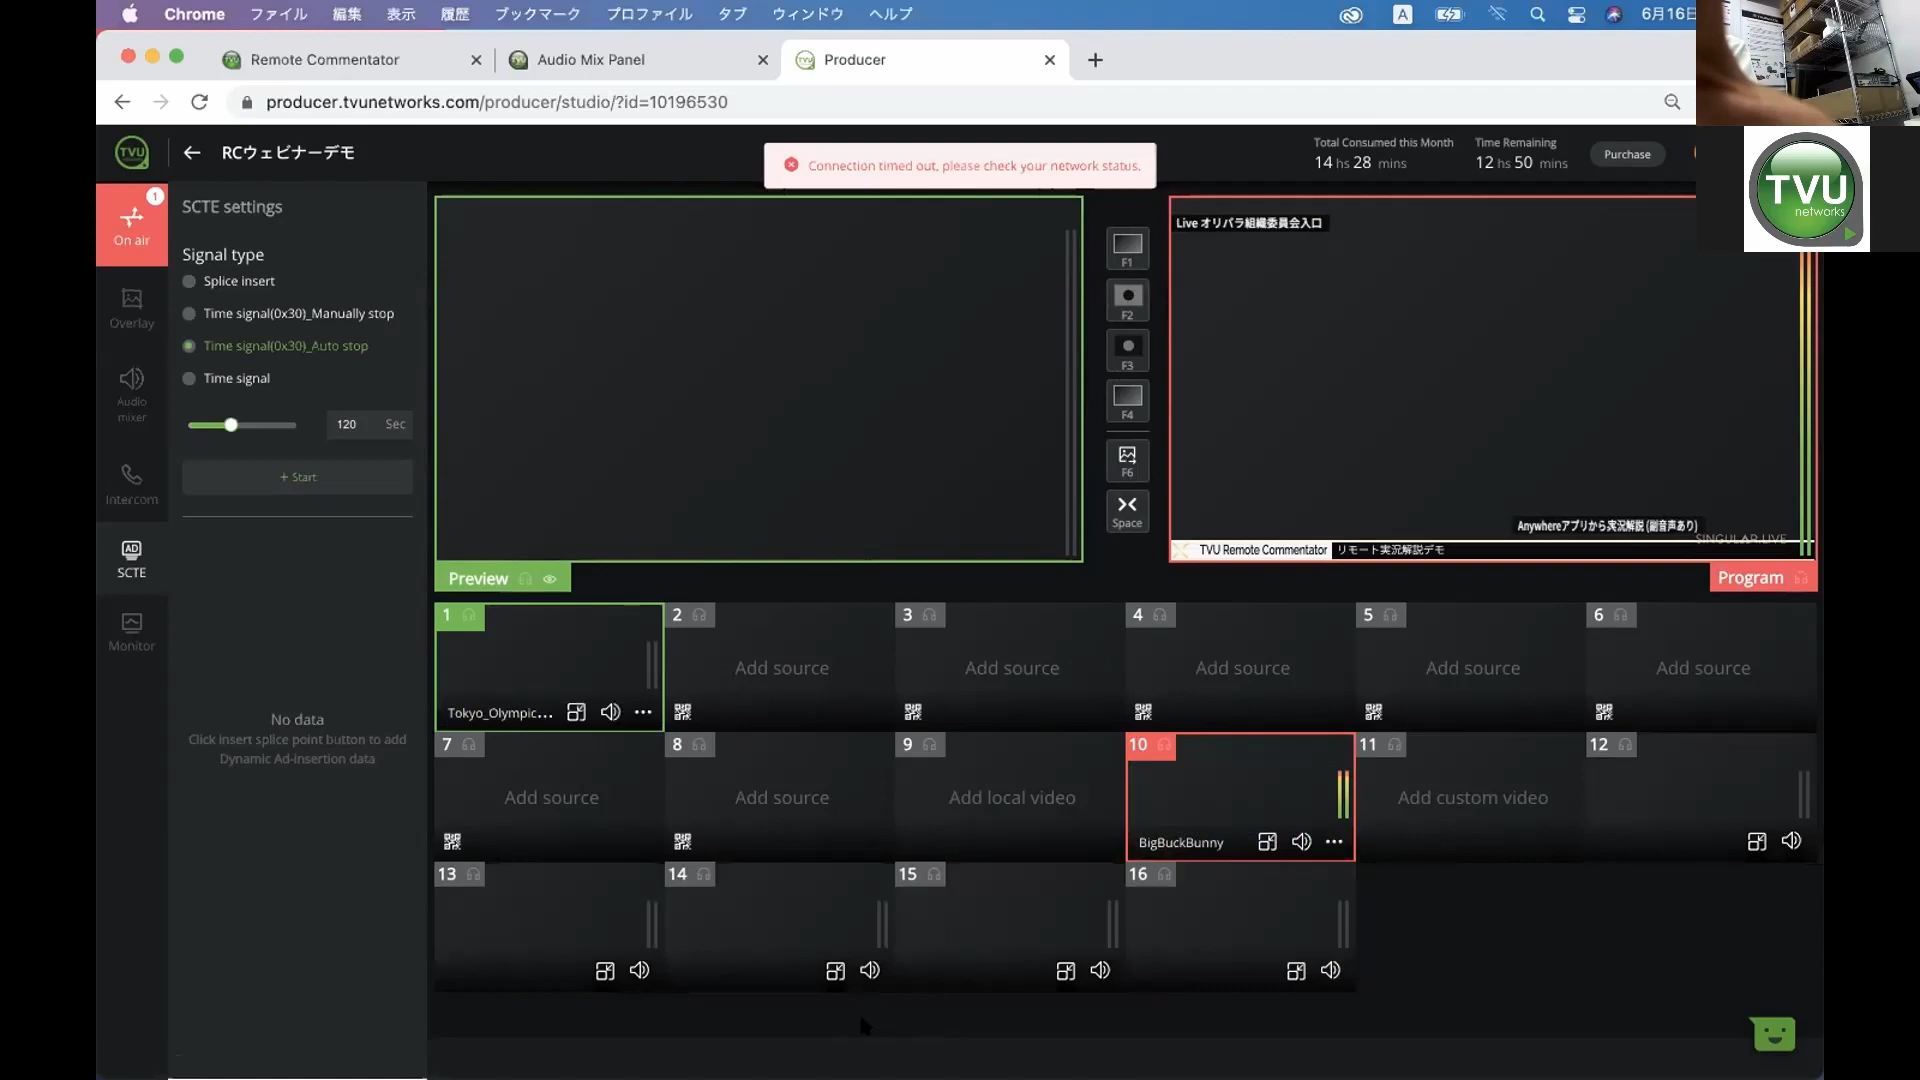 Chrome ファイル 編集 表示 履歴 ブックマーク プロファイル タブ ウィンドウ ヘルプ A 6月16日
Remote Commentator Audio Mix Panel Producer
producer.tvunetworks.com/producer/studio/?id=10196530
TVU RCウェビナーデモ
Connection timed out, please check your network status.
Total Consumed this Month
14 hs 28 mins
Time Remaining
12 hs 50 mins
Purchase
TVU
networks
1
On air
Overlay
Audio
mixer
Intercom
AD
SCTE
Monitor
SCTE settings
Signal type
Splice insert
Time signal(0x30)_Manually stop
Time signal(0x30)_Auto stop
Time signal
120 Sec
+ Start
No data
Click insert splice point button to add
Dynamic Ad-insertion data
Preview
F1
F2
F3
F4
F6
Space
Live オリパラ組織委員会入口
Anywhereアプリから実況解説 (副音声あり)
SINGULAR.LIVE
TVU Remote Commentator リモート実況解説デモ
Program
1 2 3 4 5 6
Add source Add source Add source Add source Add source
Tokyo_Olympic...
7 8 9 10 11 12
Add source Add source Add local video Add custom video
BigBuckBunny
13 14 15 16